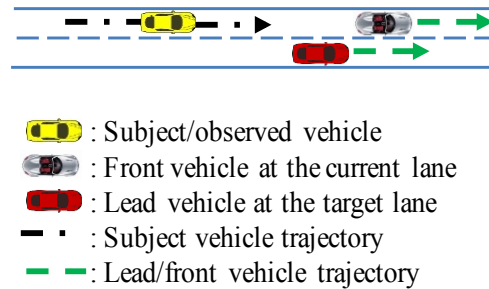 : Subject/observed vehicle
: Front vehicle at the current lane
: Lead vehicle at the target lane
: Subject vehicle trajectory
: Lead/front vehicle trajectory